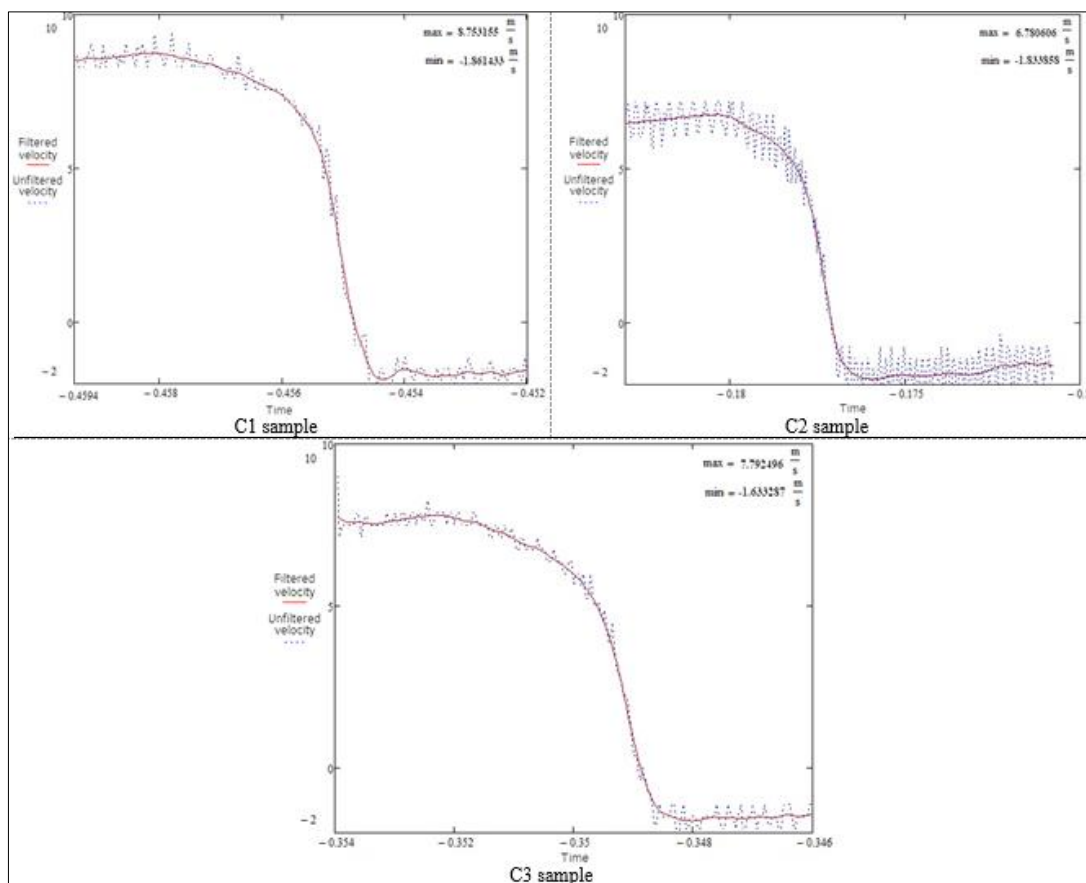 10
max = 8.753155 m/s
min = -1.861433 m/s
Filtered velocity
5
Unfiltered velocity
0
−2
−0.4594 −0.458 −0.456 −0.454 −0.452
Time
C1 sample
10
max = 6.780606 m/s
min = -1.833858 m/s
Filtered velocity
5
Unfiltered velocity
0
−2
−0.18 −0.175
Time
C2 sample
10
max = 7.792496 m/s
min = -1.633287 m/s
Filtered velocity
5
Unfiltered velocity
0
−2
−0.354 −0.352 −0.35 −0.348 −0.346
Time
C3 sample